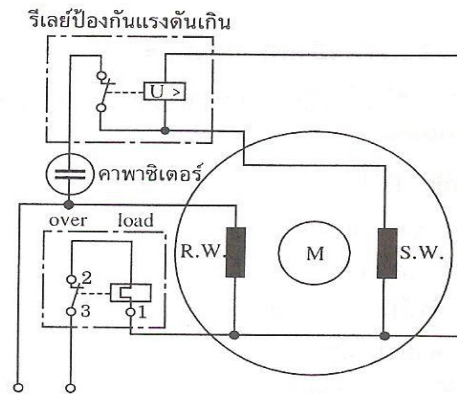 รีเลย์ป้องกันแรงดันเกิน
U >
คาพาซิเตอร์
over load
R.W. M S.W.
2
3 1